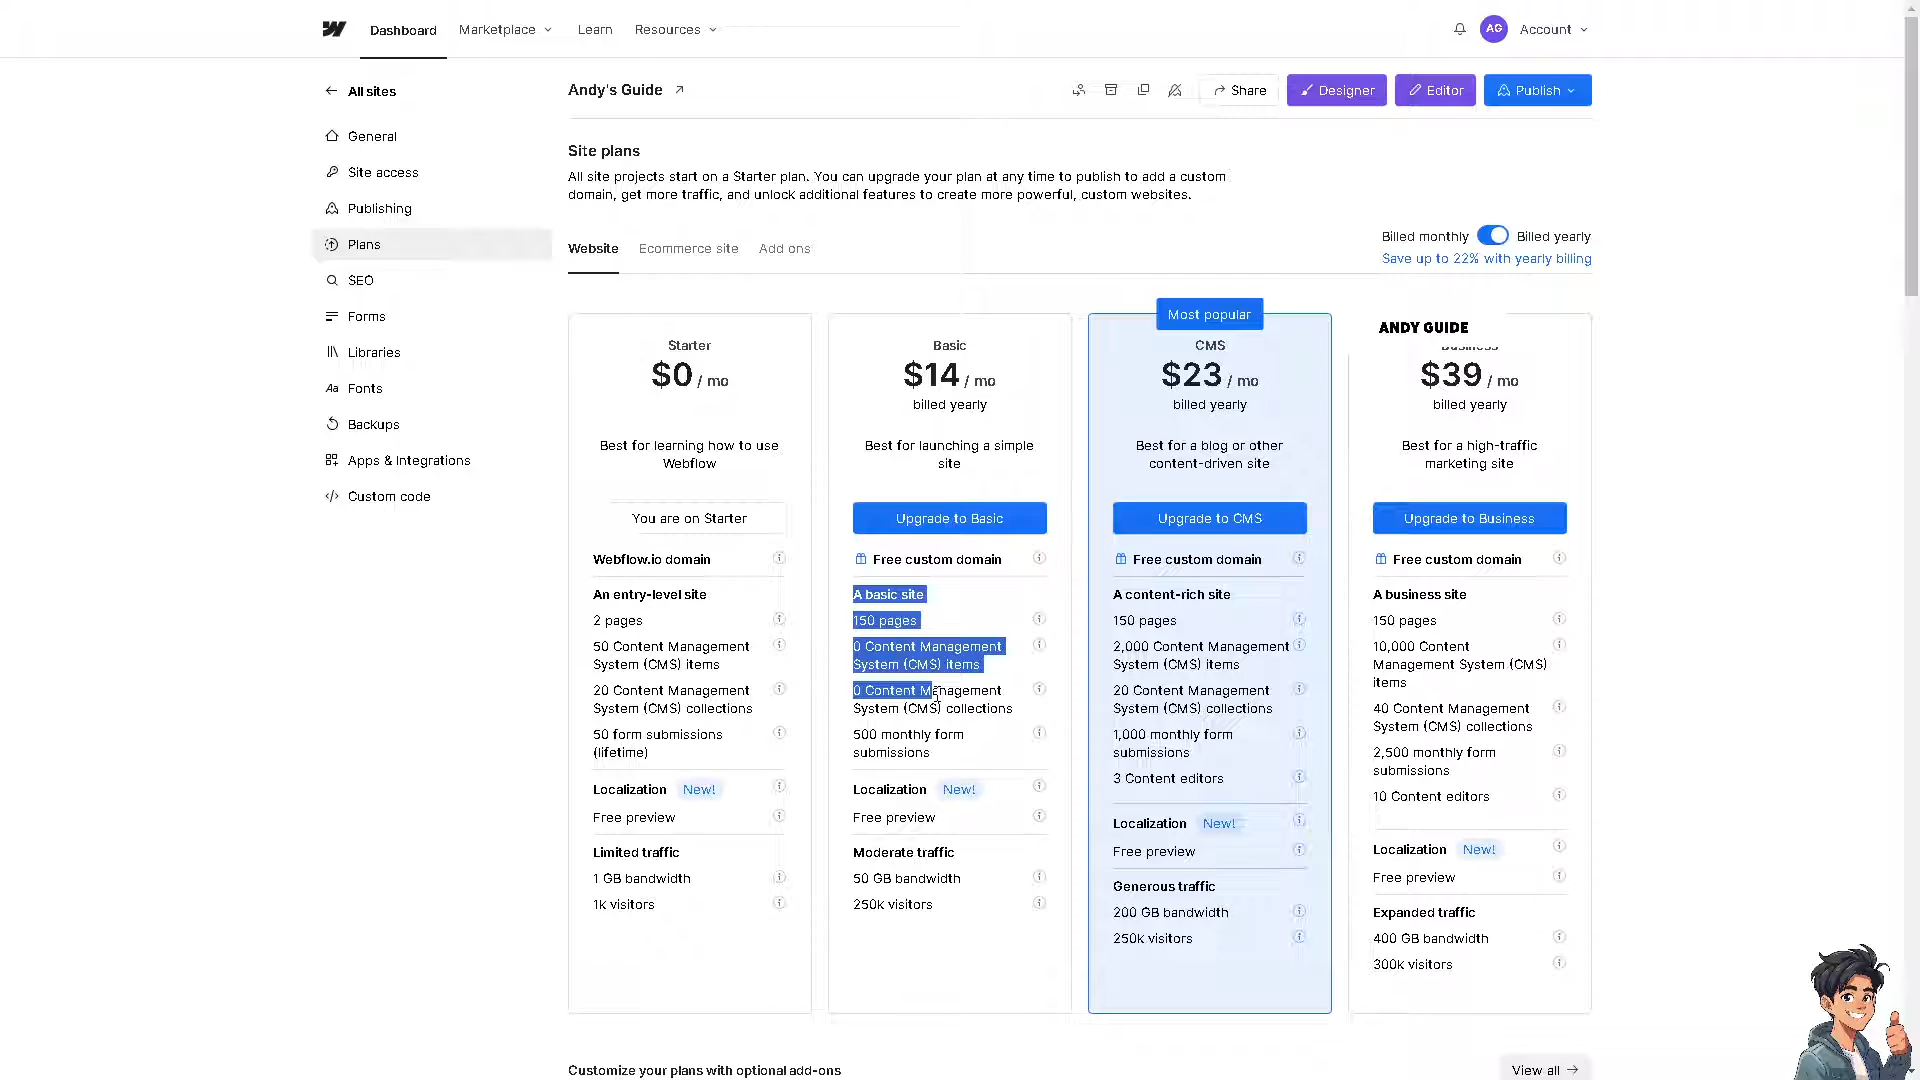 Dashboard
Marketplace
Learn
Resources
AG
Account
All sites
General
Site access
Publishing
Plans
SEO
Forms
Libraries
Aa Fonts
Backups
Apps & Integrations
Custom code
Andy's Guide
Share
Designer
Editor
Publish
Site plans
All site projects start on a Starter plan. You can upgrade your plan at any time to publish to add a custom
domain, get more traffic, and unlock additional features to create more powerful, custom websites.
Website
Ecommerce site
Add ons
Billed monthly
Billed yearly
Save up to 22% with yearly billing
Starter
$0 / mo
Best for learning how to use
Webflow
You are on Starter
Webflow.io domain
An entry-level site
2 pages
50 Content Management
System (CMS) items
20 Content Management
System (CMS) collections
50 form submissions
(lifetime)
Localization New!
Free preview
Limited traffic
1 GB bandwidth
1k visitors
Basic
$14 / mo
billed yearly
Best for launching a simple
site
Upgrade to Basic
Free custom domain
A basic site
150 pages
0 Content Management
System (CMS) items
0 Content Management
System (CMS) collections
500 monthly form
submissions
Localization New!
Free preview
Moderate traffic
50 GB bandwidth
250k visitors
Most popular
CMS
$23 / mo
billed yearly
Best for a blog or other
content-driven site
Upgrade to CMS
Free custom domain
A content-rich site
150 pages
2,000 Content Management
System (CMS) items
20 Content Management
System (CMS) collections
1,000 monthly form
submissions
3 Content editors
Localization New!
Free preview
Generous traffic
200 GB bandwidth
250k visitors
ANDY GUIDE
$39 / mo
billed yearly
Best for a high-traffic
marketing site
Upgrade to Business
Free custom domain
A business site
150 pages
10,000 Content
Management System (CMS)
items
40 Content Management
System (CMS) collections
2,500 monthly form
submissions
10 Content editors
Localization New!
Free preview
Expanded traffic
400 GB bandwidth
300k visitors
Customize your plans with optional add-ons
View all